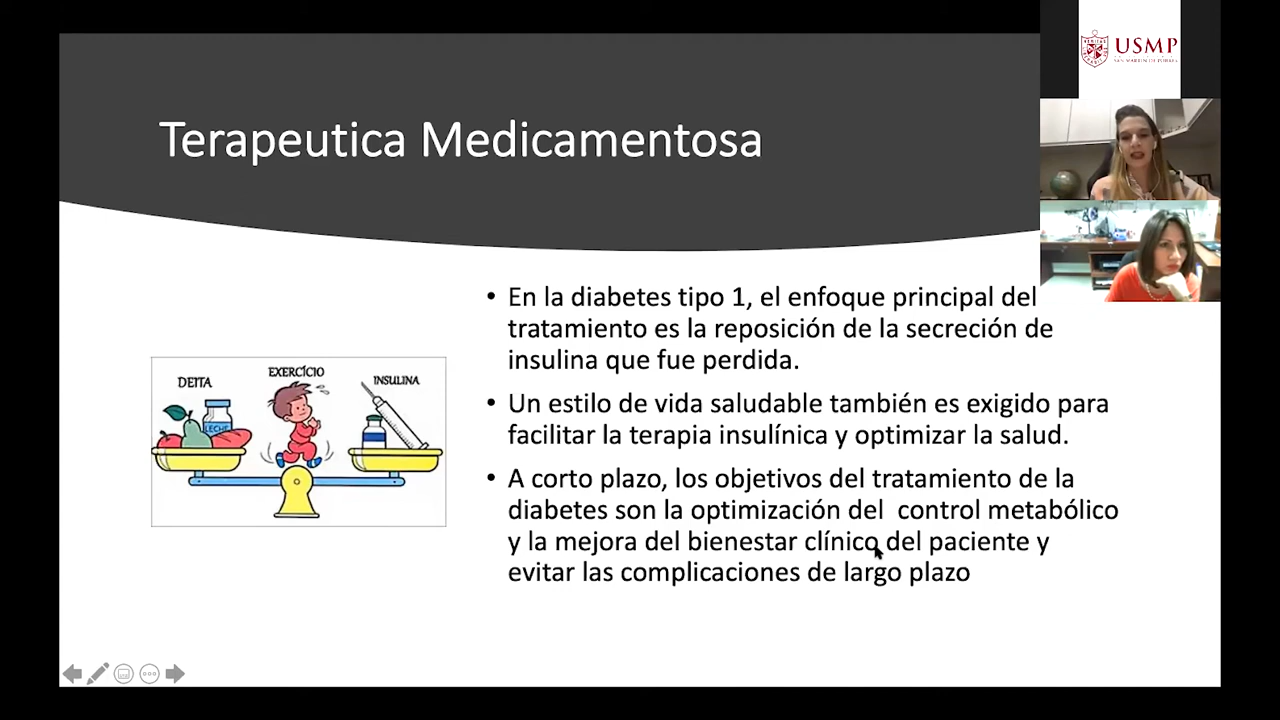 USMP
Terapeutica Medicamentosa
• En la diabetes tipo 1, el enfoque principal del
tratamiento es la reposición de la secreción de
insulina que fue perdida.
• Un estilo de vida saludable también es exigido para
facilitar la terapia insulínica y optimizar la salud.
• A corto plazo, los objetivos del tratamiento de la
diabetes son la optimización del control metabólico
y la mejora del bienestar clínico del paciente y
evitar las complicaciones de largo plazo
DEITA
EXERCÍCIO
INSULINA
LECHE